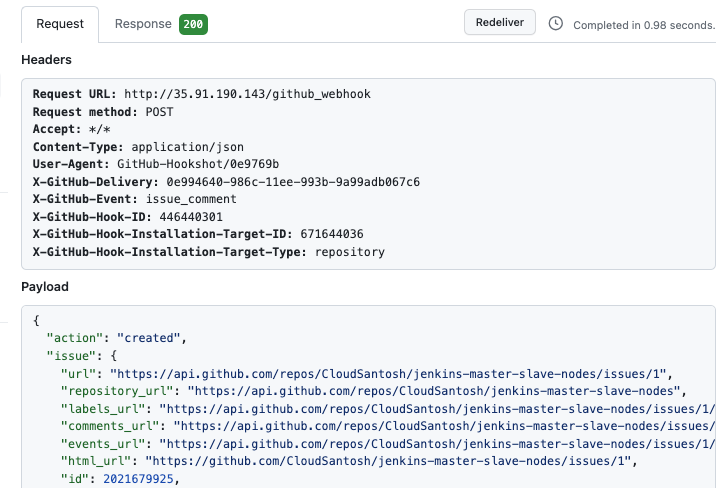 Request Response 200 Redeliver Completed in 0.98 seconds.
Headers
Request URL: http://35.91.190.143/github_webhook
Request method: POST
Accept: */*
Content-Type: application/json
User-Agent: GitHub-Hookshot/0e9769b
X-GitHub-Delivery: 0e994640-986c-11ee-993b-9a99adb067c6
X-GitHub-Event: issue_comment
X-GitHub-Hook-ID: 446440301
X-GitHub-Hook-Installation-Target-ID: 671644036
X-GitHub-Hook-Installation-Target-Type: repository
Payload
{
"action": "created",
"issue": {
"url": "https://api.github.com/repos/CloudSantosh/jenkins-master-slave-nodes/issues/1",
"repository_url": "https://api.github.com/repos/CloudSantosh/jenkins-master-slave-nodes",
"labels_url": "https://api.github.com/repos/CloudSantosh/jenkins-master-slave-nodes/issues/1/
"comments_url": "https://api.github.com/repos/CloudSantosh/jenkins-master-slave-nodes/issues/
"events_url": "https://api.github.com/repos/CloudSantosh/jenkins-master-slave-nodes/issues/1/
"html_url": "https://github.com/CloudSantosh/jenkins-master-slave-nodes/issues/1",
"id": 2021679925,